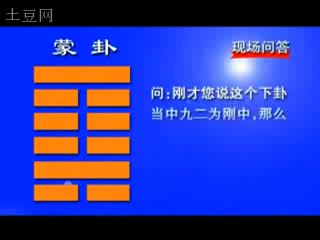 土豆网
蒙卦
现场问答
问:刚才您说这个下卦
当中九二为刚中,那么